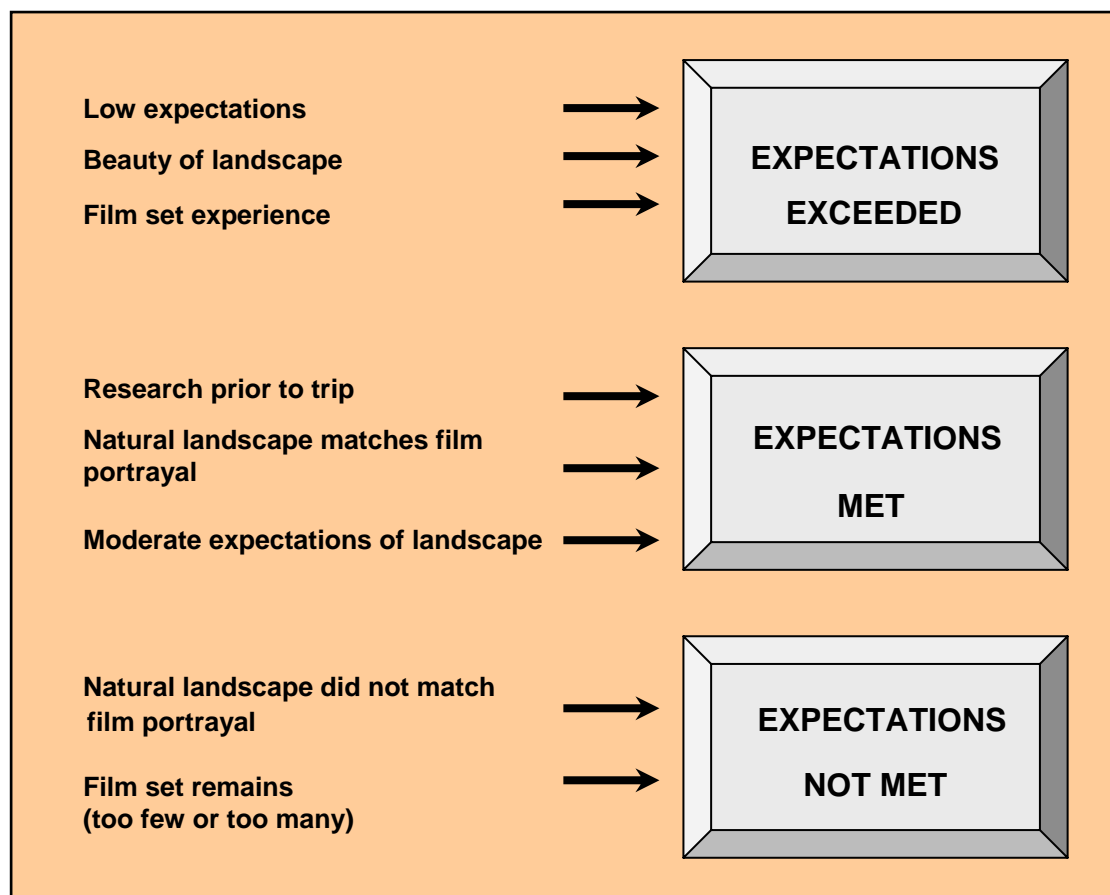 Low expectations
Beauty of landscape
Film set experience
EXPECTATIONS
EXCEEDED
Research prior to trip
Natural landscape matches film
portrayal
Moderate expectations of landscape
EXPECTATIONS
MET
Natural landscape did not match
film portrayal
Film set remains
(too few or too many)
EXPECTATIONS
NOT MET